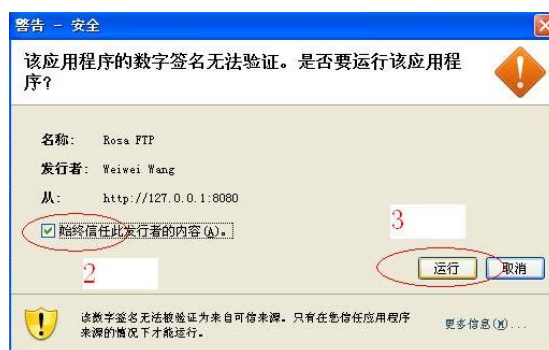 警告 - 安全
该应用程序的数字签名无法验证。是否要运行该应用程
序?
名称: Rosa FTP
发行者: Weiwei Wang
从: http://127.0.0.1:8080
3
始终信任此发行者的内容(A)。
2
运行 取消
该数字签名无法被验证为来自可信来源。只有在您信任应用程序
来源的情况下才能运行。
更多信息(M)...